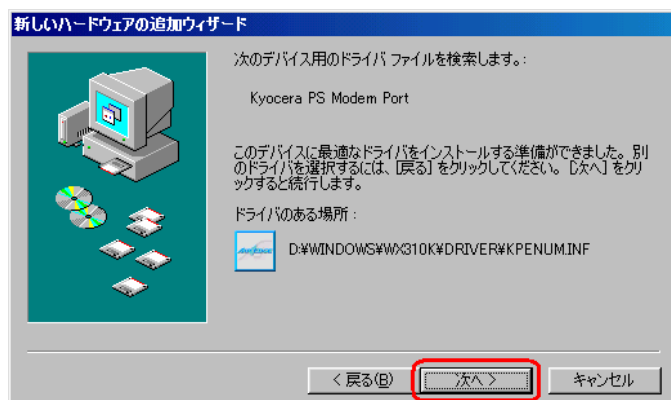 新しいハードウェアの追加ウィザード
次のデバイス用のドライバ ファイルを検索します。:
Kyocera PS Modem Port
このデバイスに最適なドライバをインストールする準備ができました。別
のドライバを選択するには、[戻る] をクリックしてください。[次へ] をクリ
ックすると続行します。
ドライバのある場所 :
AirEDGE
D:¥WINDOWS¥WX310K¥DRIVER¥KPENUM.INF
< 戻る(B)
次へ >
キャンセル